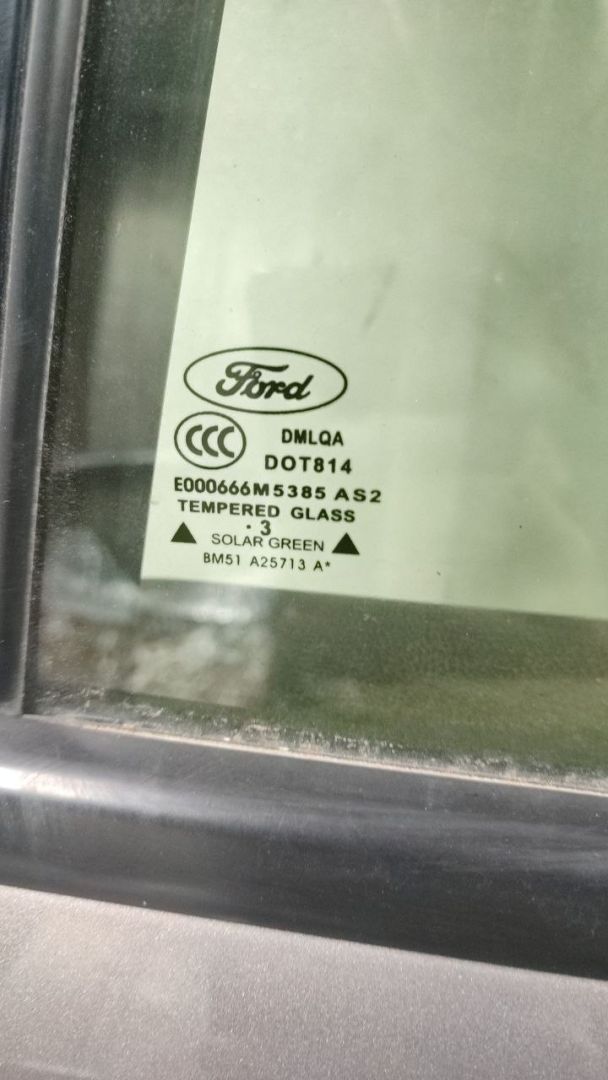 Ford
CCC DMLQA
DOT814
E000666M5385 AS2
TEMPERED GLASS
·3
SOLAR GREEN
BM51 A25713 A*